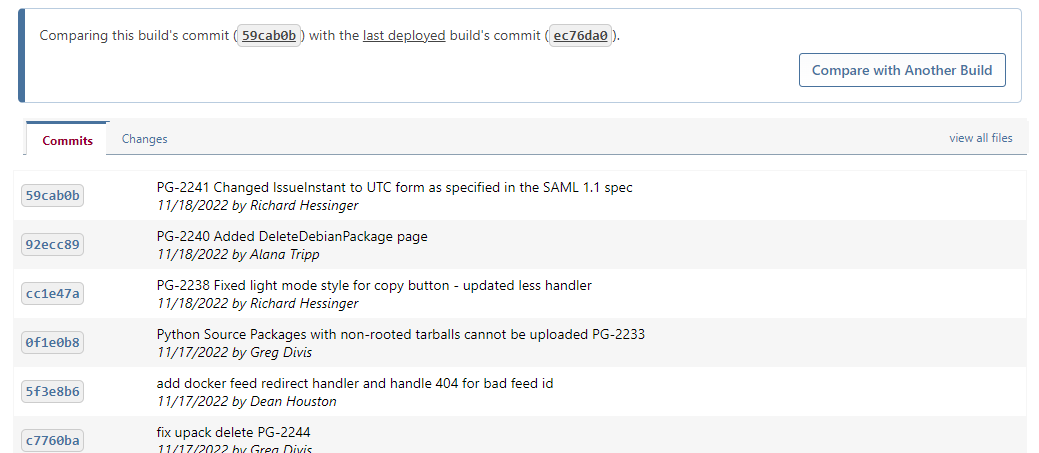 Comparing this build's commit (59cab0b) with the last deployed build's commit (ec76da0).
Compare with Another Build
Commits
Changes
view all files
59cab0b
PG-2241 Changed IssueInstant to UTC form as specified in the SAML 1.1 spec
11/18/2022 by Richard Hessinger
92ecc89
PG-2240 Added DeleteDebianPackage page
11/18/2022 by Alana Tripp
cc1e47a
PG-2238 Fixed light mode style for copy button - updated less handler
11/18/2022 by Richard Hessinger
0f1e0b8
Python Source Packages with non-rooted tarballs cannot be uploaded PG-2233
11/17/2022 by Greg Divis
5f3e8b6
add docker feed redirect handler and handle 404 for bad feed id
11/17/2022 by Dean Houston
c7760ba
fix upack delete PG-2244
11/17/2022 by Greg Divis